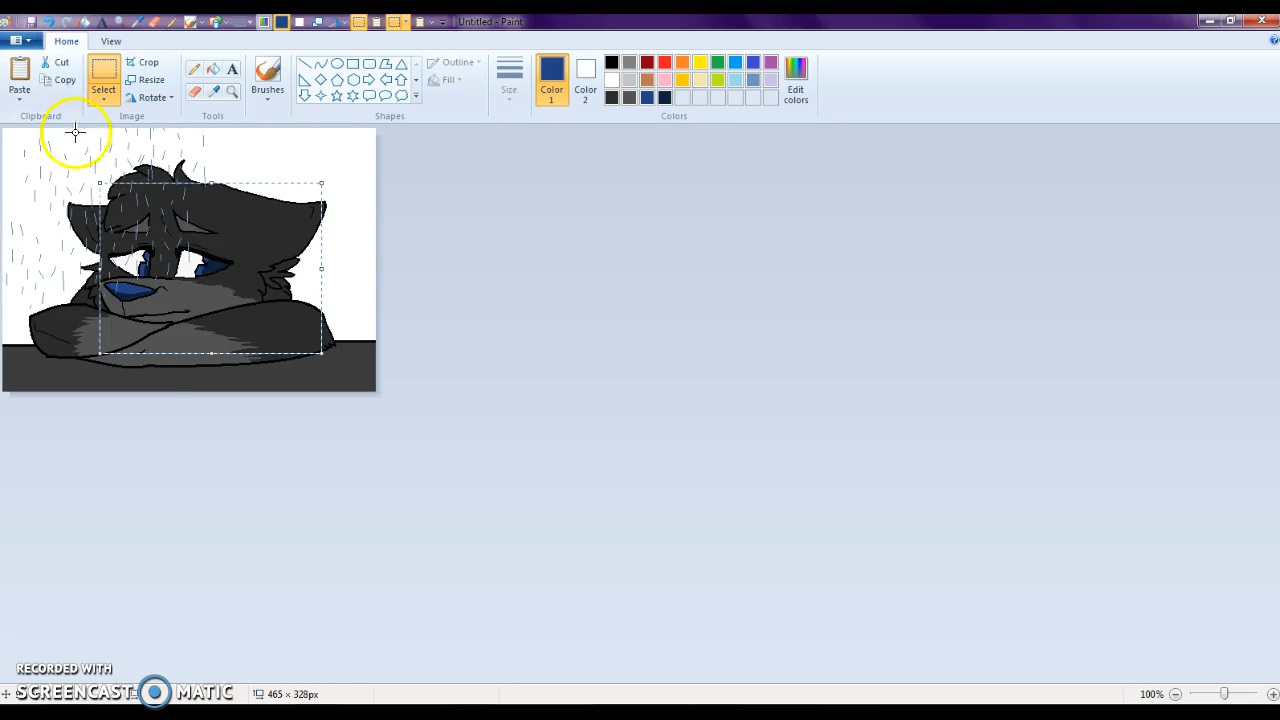 Untitled - Paint
Home View
Cut
Copy
Paste
Clipboard
Select
Crop
Resize
Rotate
Image
A
Tools
Brushes
Outline
Fill
Shapes
Size
Color 1
Color 2
Edit colors
Colors
RECORDED WITH
SCREENCAST MATIC
465 × 328px
100%